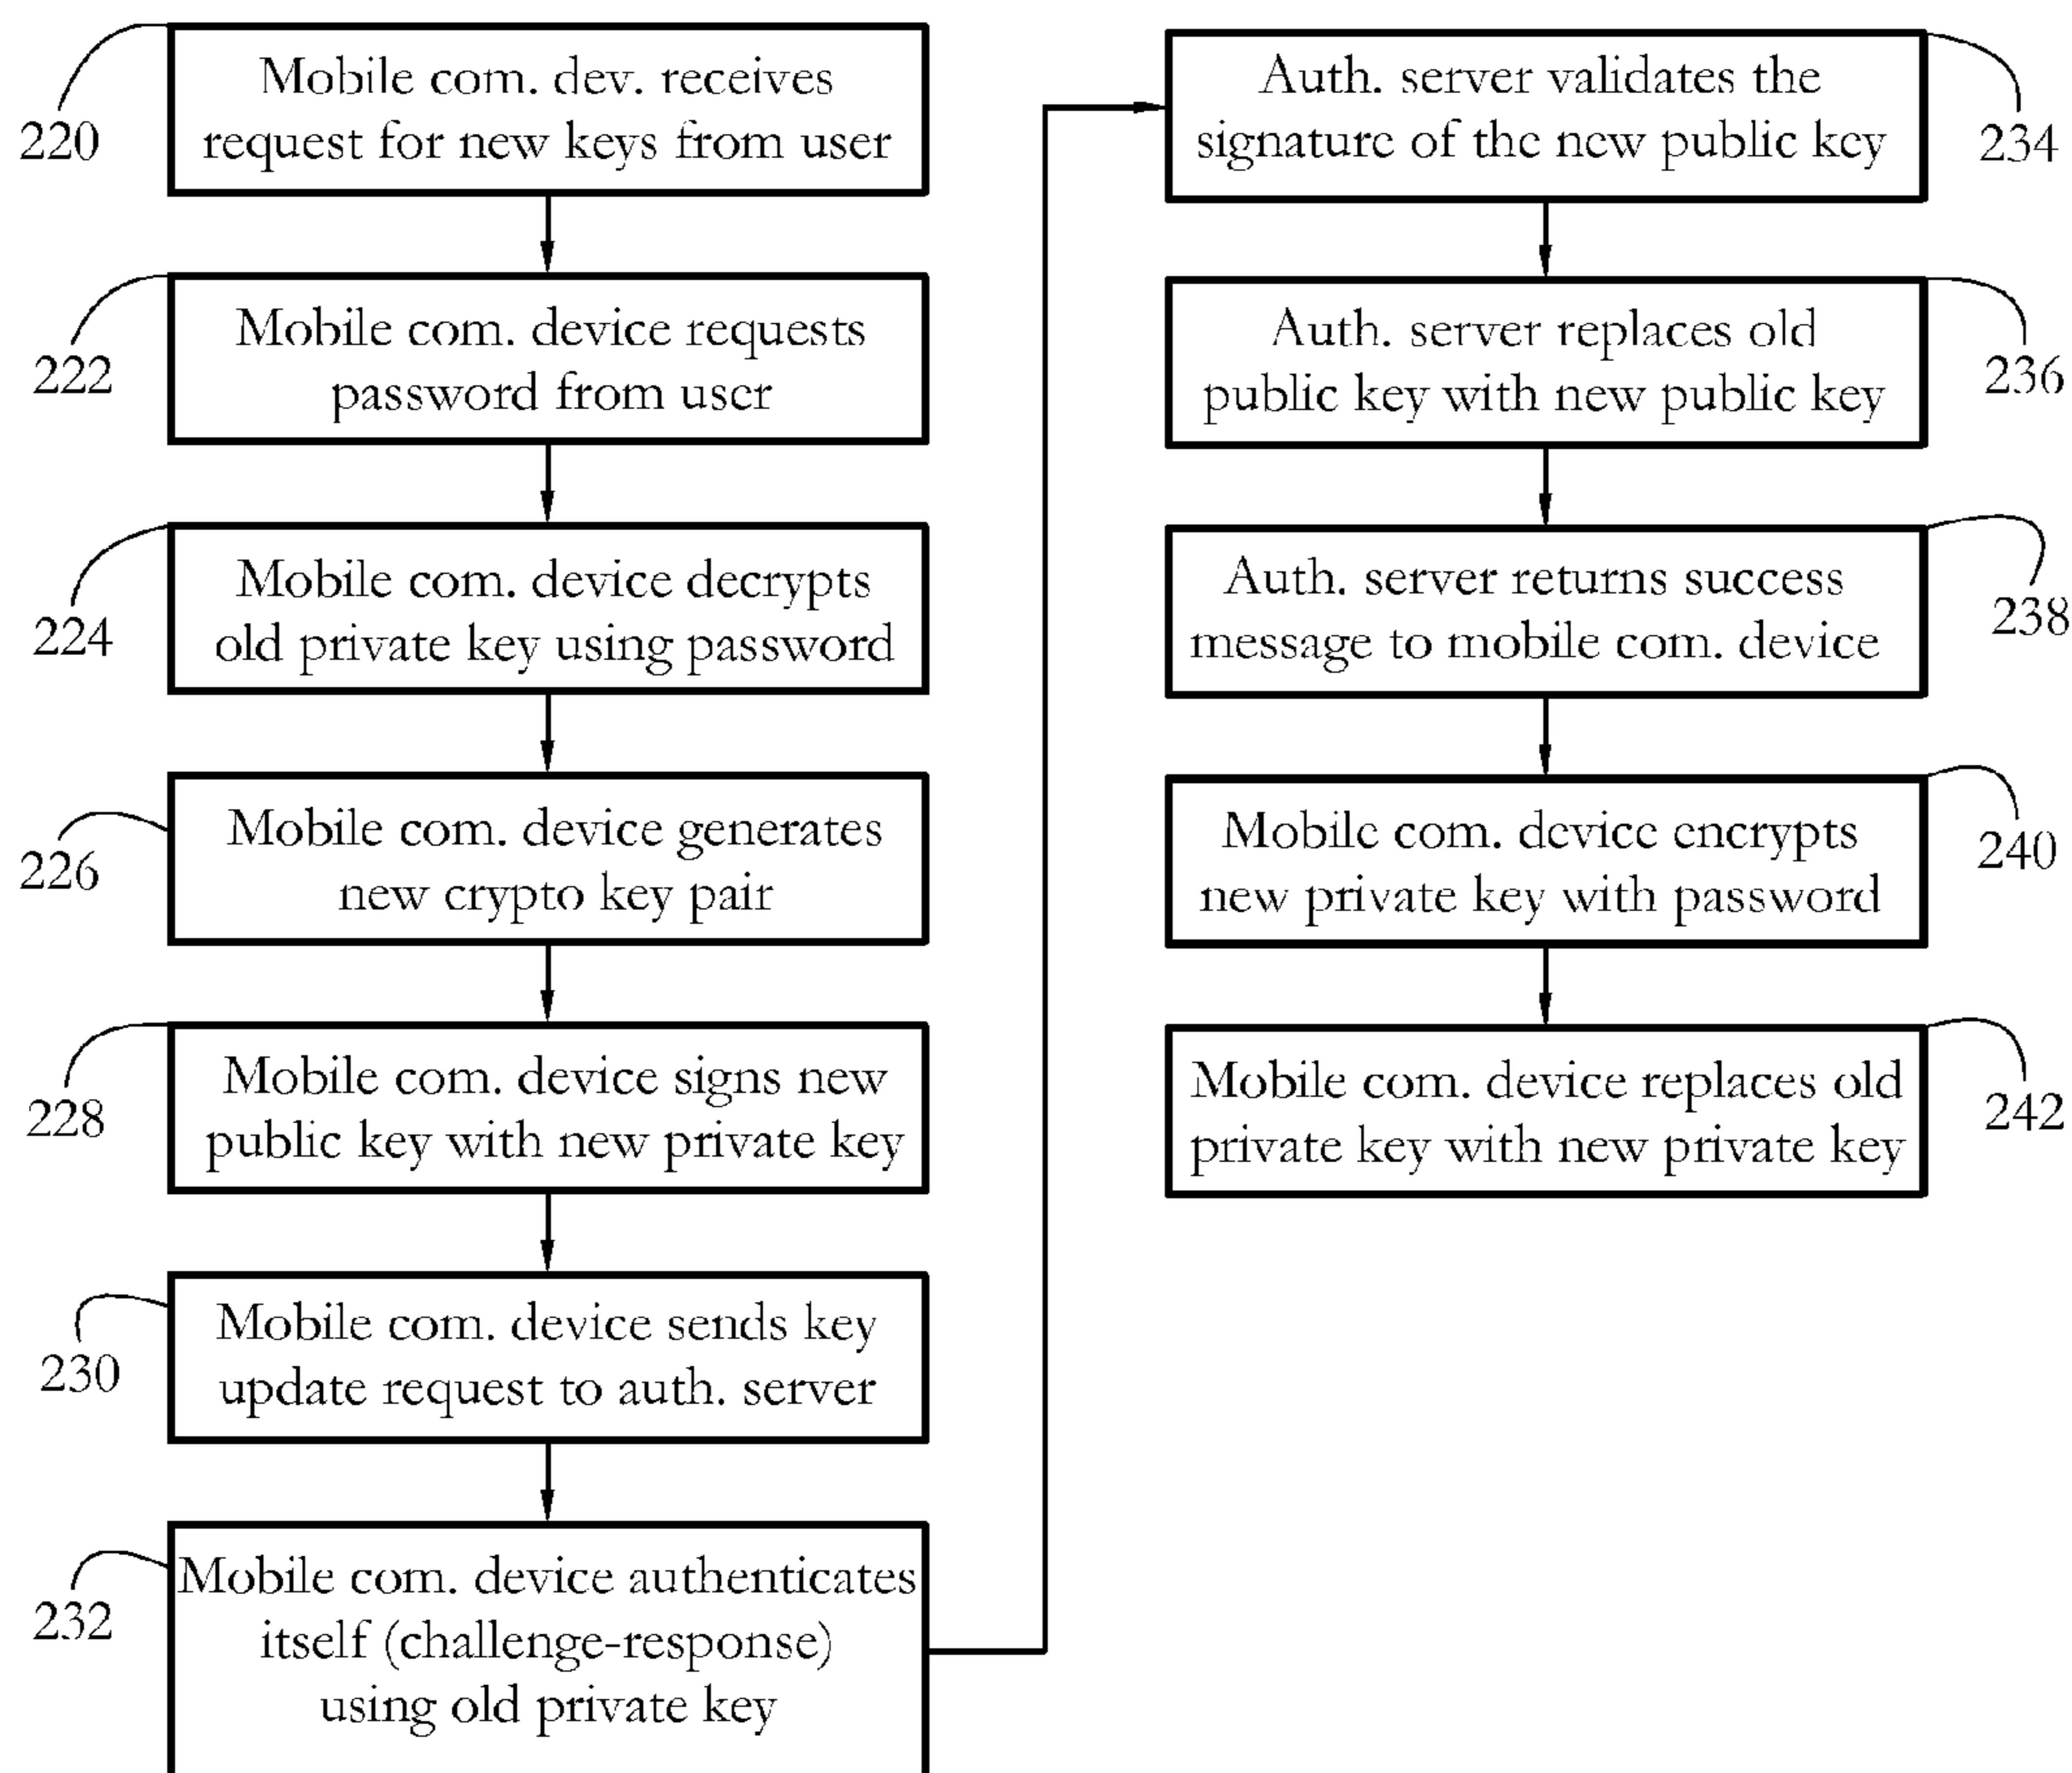 220
Mobile com. dev. receives
request for new keys from user
222
Mobile com. device requests
password from user
224
Mobile com. device decrypts
old private key using password
226
Mobile com. device generates
new crypto key pair
228
Mobile com. device signs new
public key with new private key
230
Mobile com. device sends key
update request to auth. server
232
Mobile com. device authenticates
itself (challenge-response)
using old private key
Auth. server validates the
signature of the new public key
234
Auth. server replaces old
public key with new public key
236
Auth. server returns success
message to mobile com. device
238
Mobile com. device encrypts
new private key with password
240
Mobile com. device replaces old
private key with new private key
242